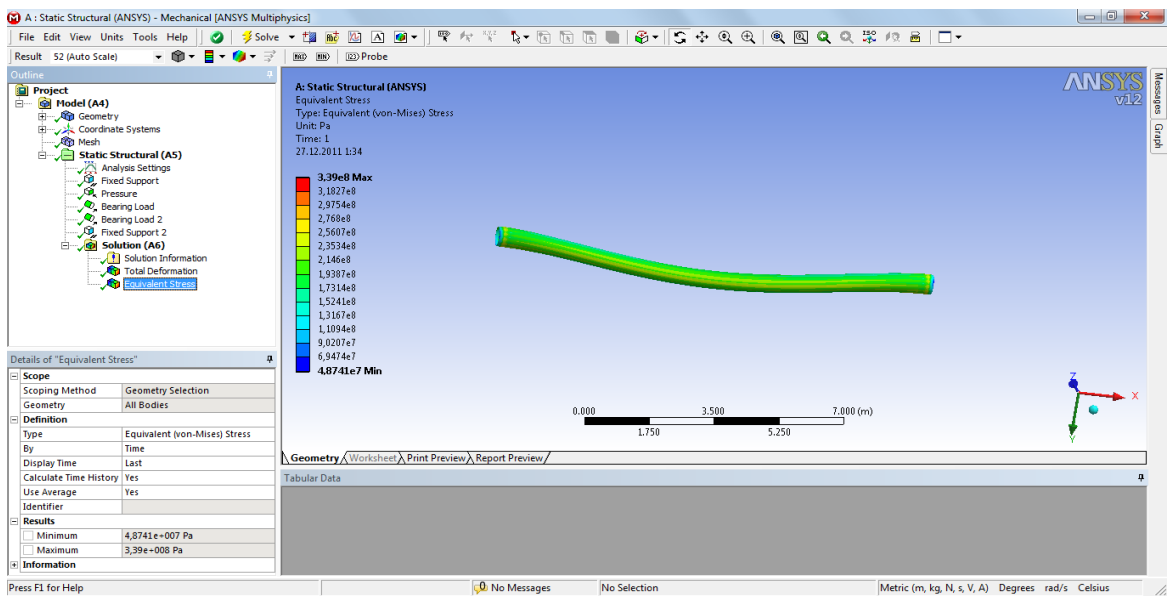 A : Static Structural (ANSYS) - Mechanical [ANSYS Multiphysics]
File Edit View Units Tools Help Solve
Result 52 (Auto Scale) MAX MIN Probe
Outline
Project
Model (A4)
Geometry
Coordinate Systems
Mesh
Static Structural (A5)
Analysis Settings
Fixed Support
Pressure
Bearing Load
Bearing Load 2
Fixed Support 2
Solution (A6)
Solution Information
Total Deformation
Equivalent Stress
Details of "Equivalent Stress"
Scope
Scoping Method Geometry Selection
Geometry All Bodies
Definition
Type Equivalent (von-Mises) Stress
By Time
Display Time Last
Calculate Time History Yes
Use Average Yes
Identifier
Results
Minimum 4,8741e+007 Pa
Maximum 3,39e+008 Pa
Information
A: Static Structural (ANSYS)
Equivalent Stress
Type: Equivalent (von-Mises) Stress
Unit: Pa
Time: 1
27.12.2011 1:34
3,39e8 Max
3,1827e8
2,9754e8
2,768e8
2,5607e8
2,3534e8
2,146e8
1,9387e8
1,7314e8
1,5241e8
1,3167e8
1,1094e8
9,0207e7
6,9474e7
4,8741e7 Min
ANSYS
v12
0.000 3.500 7.000 (m)
1.750 5.250
Z
X
Y
Messages
Graph
Geometry Worksheet Print Preview Report Preview
Tabular Data
Press F1 for Help No Messages No Selection Metric (m, kg, N, s, V, A) Degrees rad/s Celsius